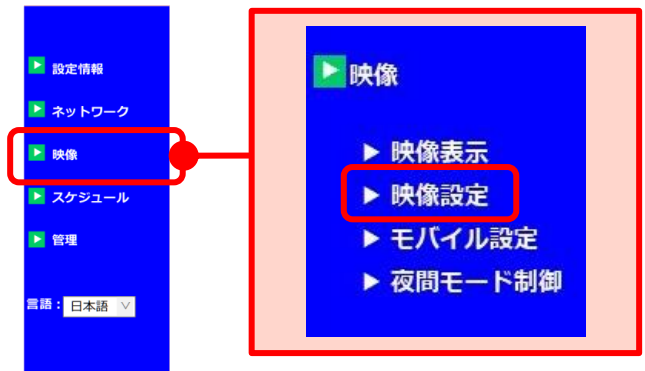 設定情報
ネットワーク
映像
スケジュール
管理
言語：日本語
映像
映像表示
映像設定
モバイル設定
夜間モード制御